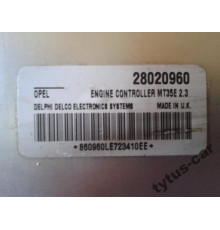 28020960
OPEL ENGINE CONTROLLER MT35E 2.3
DELPHI DELCO ELECTRONICS SYSTEMS MADE IN U.K.
*860960LE723410EE*
tytus-car